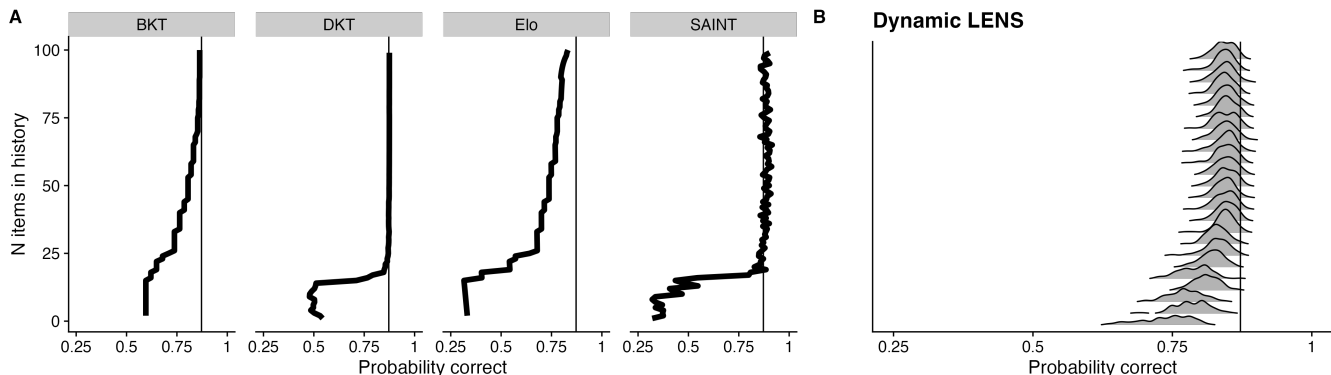 A
BKT
DKT
Elo
SAINT
B
Dynamic LENS
N items in history
100
75
50
25
0
0.25 0.5 0.75 1
0.25 0.5 0.75 1
0.25 0.5 0.75 1
0.25 0.5 0.75 1
Probability correct
0.25 0.5 0.75 1
Probability correct